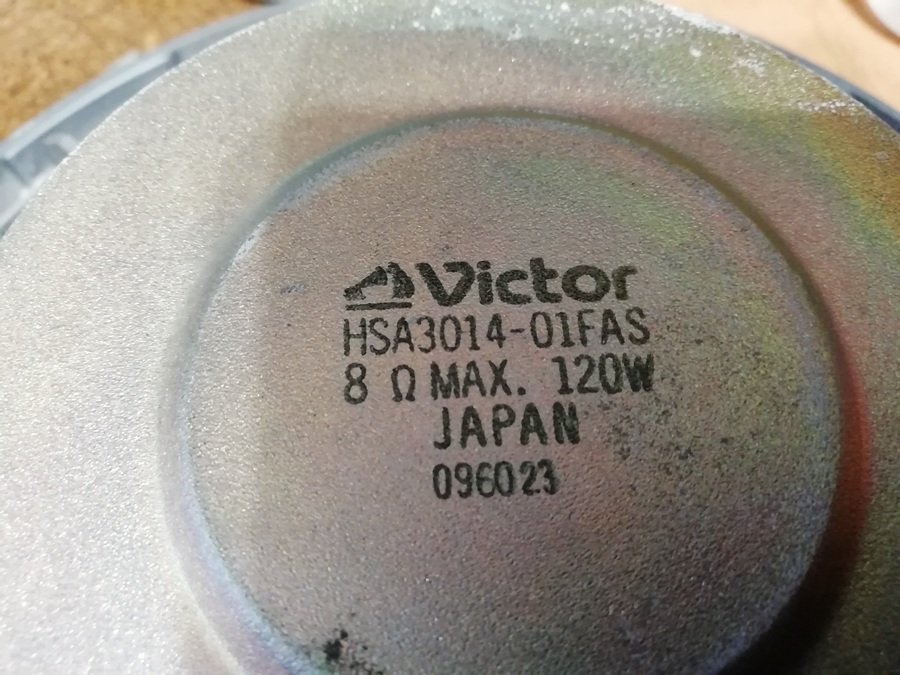 Victor
HSA3014-01FAS
8 Ω MAX. 120W
JAPAN
096023